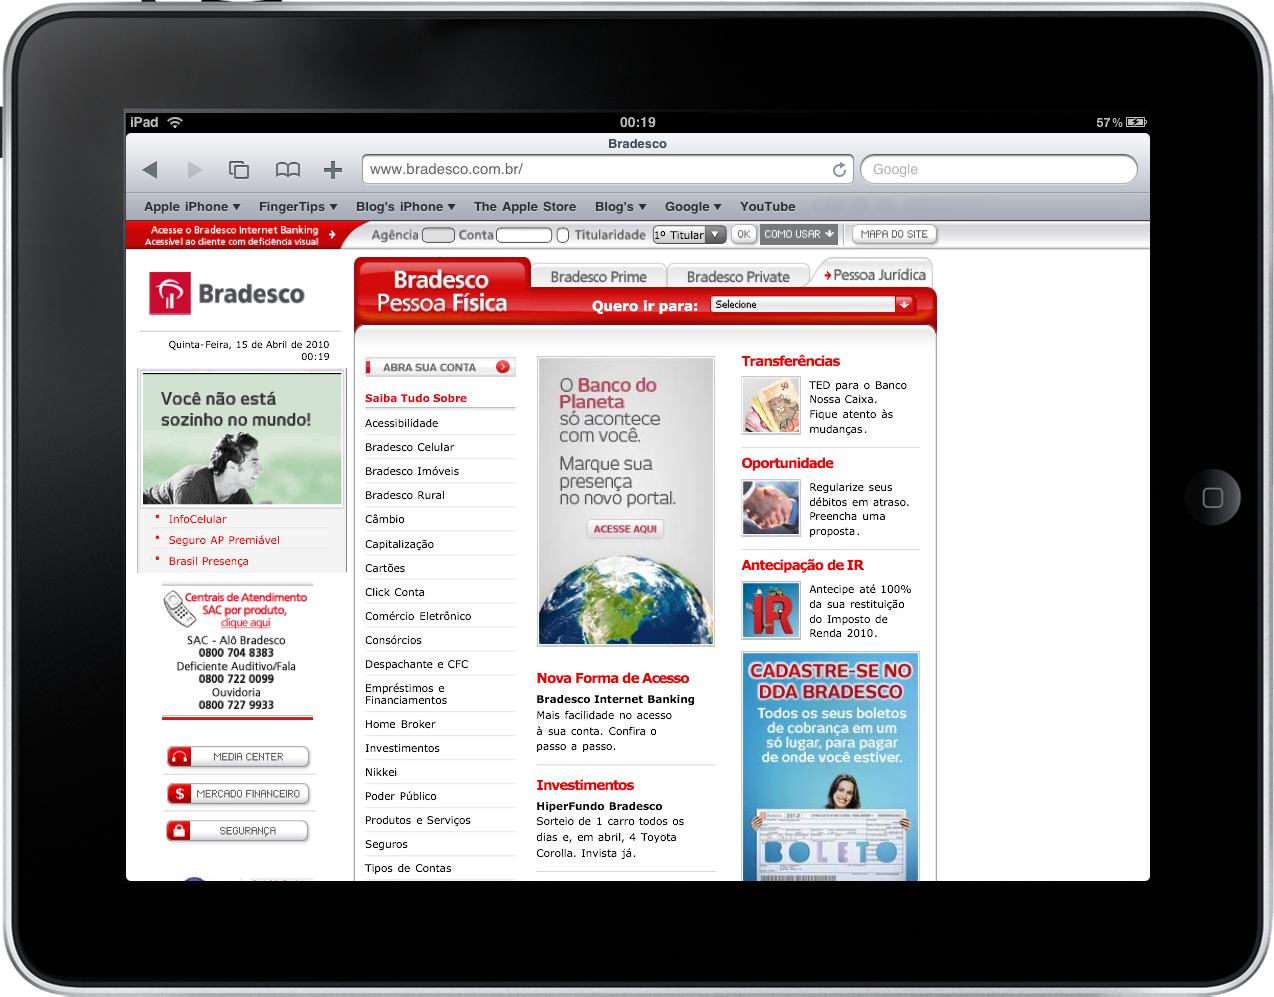 iPad
00:19
57%
Bradesco
www.bradesco.com.br/
Google
Apple iPhone
FingerTips
Blog's iPhone
The Apple Store
Blog's
Google
YouTube
Acesse o Bradesco Internet Banking
Acessível ao cliente com deficiência visual
Agência
Conta
Titularidade
1º Titular
OK
COMO USAR
MAPA DO SITE
Bradesco
Quinta-Feira, 15 de Abril de 2010
00:19
Você não está
sozinho no mundo!
InfoCelular
Seguro AP Premiável
Brasil Presença
Centrais de Atendimento
SAC por produto,
clique aqui
SAC - Alô Bradesco
0800 704 8383
Deficiente Auditivo/Fala
0800 722 0099
Ouvidoria
0800 727 9933
MEDIA CENTER
MERCADO FINANCEIRO
SEGURANÇA
Bradesco
Pessoa Física
Bradesco Prime
Bradesco Private
Pessoa Jurídica
Quero ir para:
Selecione
ABRA SUA CONTA
Saiba Tudo Sobre
Acessibilidade
Bradesco Celular
Bradesco Imóveis
Bradesco Rural
Câmbio
Capitalização
Cartões
Click Conta
Comércio Eletrônico
Consórcios
Despachante e CFC
Empréstimos e
Financiamentos
Home Broker
Investimentos
Nikkei
Poder Público
Produtos e Serviços
Seguros
Tipos de Contas
O Banco do
Planeta
só acontece
com você.
Marque sua
presença
no novo portal.
ACESSE AQUI
Nova Forma de Acesso
Bradesco Internet Banking
Mais facilidade no acesso
à sua conta. Confira o
passo a passo.
Investimentos
HiperFundo Bradesco
Sorteio de 1 carro todos os
dias e, em abril, 4 Toyota
Corolla. Invista já.
Transferências
TED para o Banco
Nossa Caixa.
Fique atento às
mudanças.
Oportunidade
Regularize seus
débitos em atraso.
Preencha uma
proposta.
Antecipação de IR
IR
Antecipe até 100%
da sua restituição
do Imposto de
Renda 2010.
CADASTRE-SE NO
DDA BRADESCO
Todos os seus boletos
de cobrança em um
só lugar, para pagar
de onde você estiver.
237-2
BOLETO